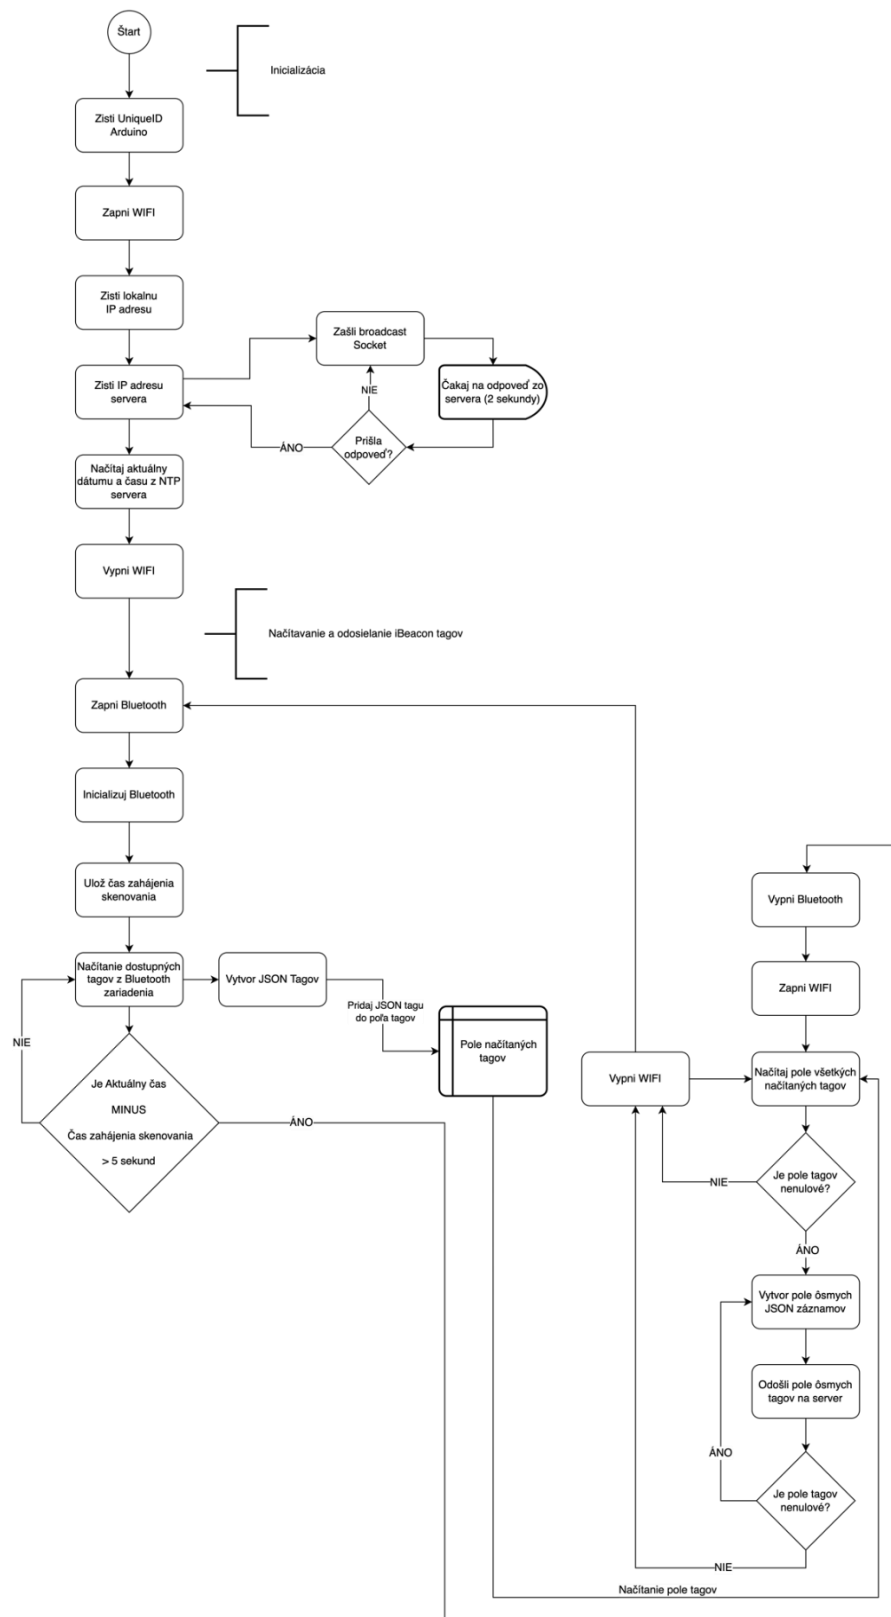 Štart
Inicializácia
Zisti UniqueID
Arduino
Zapni WIFI
Zisti lokalnu
IP adresu
Zisti IP adresu
servera
Zašli broadcast
Socket
Čakaj na odpoveď zo
servera (2 sekundy)
NIE
Prišla
odpoveď?
ÁNO
Načítaj aktuálny
dátumu a času z NTP
servera
Vypni WIFI
Načítavanie a odosielanie iBeacon tagov
Zapni Bluetooth
Inicializuj Bluetooth
Ulož čas zahájenia
skenovania
Načítanie dostupných
tagov z Bluetooth
zariadenia
Vytvor JSON Tagov
Pridaj JSON tagu
do poľa tagov
Pole načítaných
tagov
NIE
Je Aktuálny čas
MINUS
Čas zahájenia skenovania
> 5 sekund
ÁNO
Vypni Bluetooth
Zapni WIFI
Vypni WIFI
Načítaj pole všetkých
načítaných tagov
NIE
Je pole tagov
nenulové?
ÁNO
Vytvor pole ôsmych
JSON záznamov
Odošli pole ôsmych
tagov na server
ÁNO
Je pole tagov
nenulové?
NIE
Načítanie pole tagov